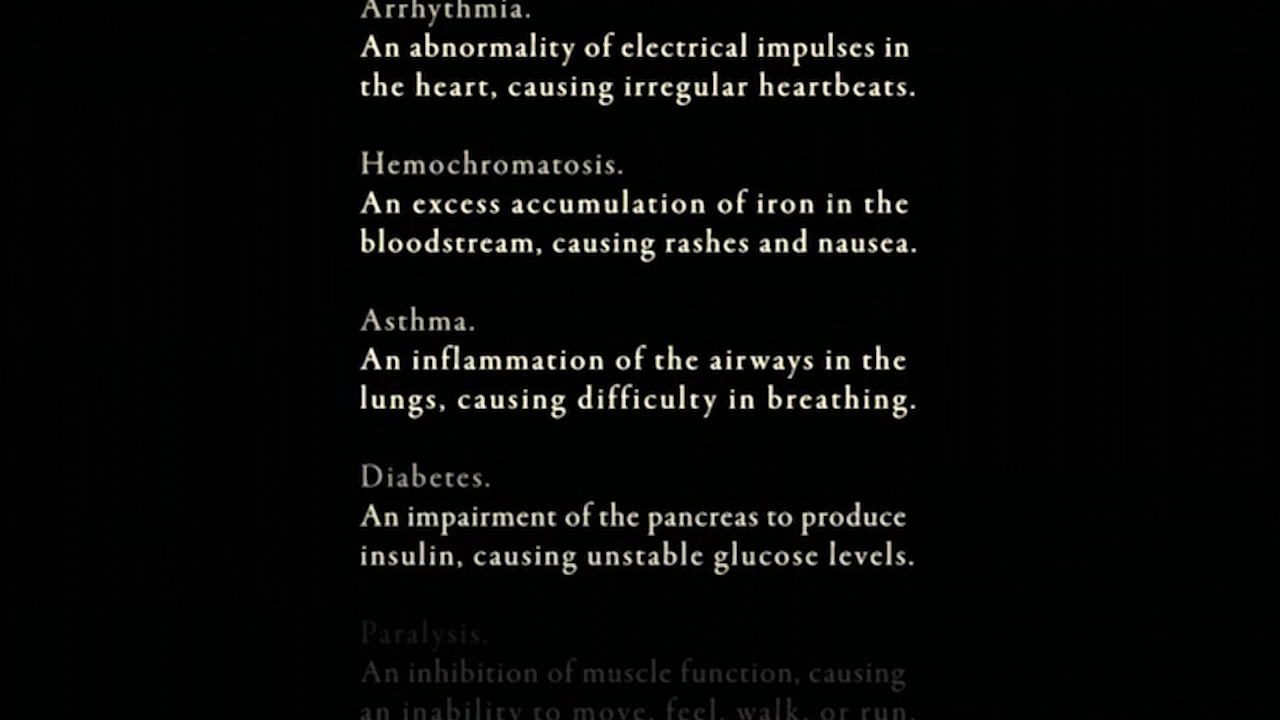 Arrhythmia.
An abnormality of electrical impulses in
the heart, causing irregular heartbeats.
Hemochromatosis.
An excess accumulation of iron in the
bloodstream, causing rashes and nausea.
Asthma.
An inflammation of the airways in the
lungs, causing difficulty in breathing.
Diabetes.
An impairment of the pancreas to produce
insulin, causing unstable glucose levels.
Paralysis.
An inhibition of muscle function, causing
an inability to move, feel, walk, or run.